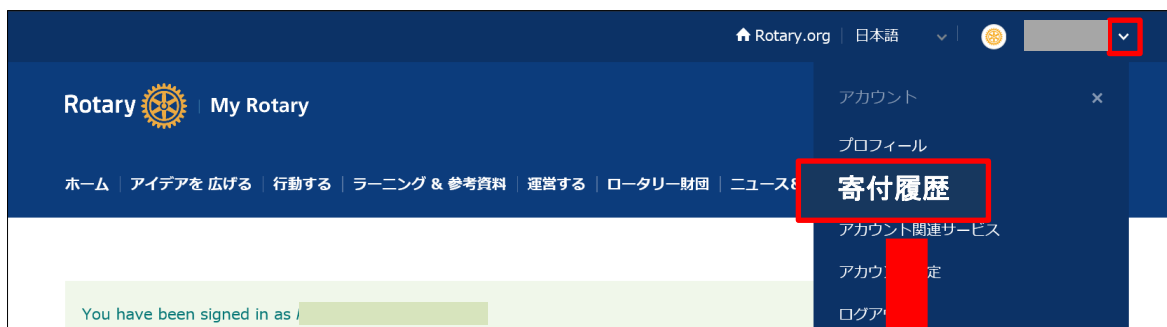 Rotary.org 日本語
Rotary My Rotary
ホーム アイデアを 広げる 行動する ラーニング & 参考資料 運営する ロータリー財団 ニュース&
アカウント ×
プロフィール
寄付履歴
アカウント関連サービス
アカウ 定
ログア
You have been signed in as